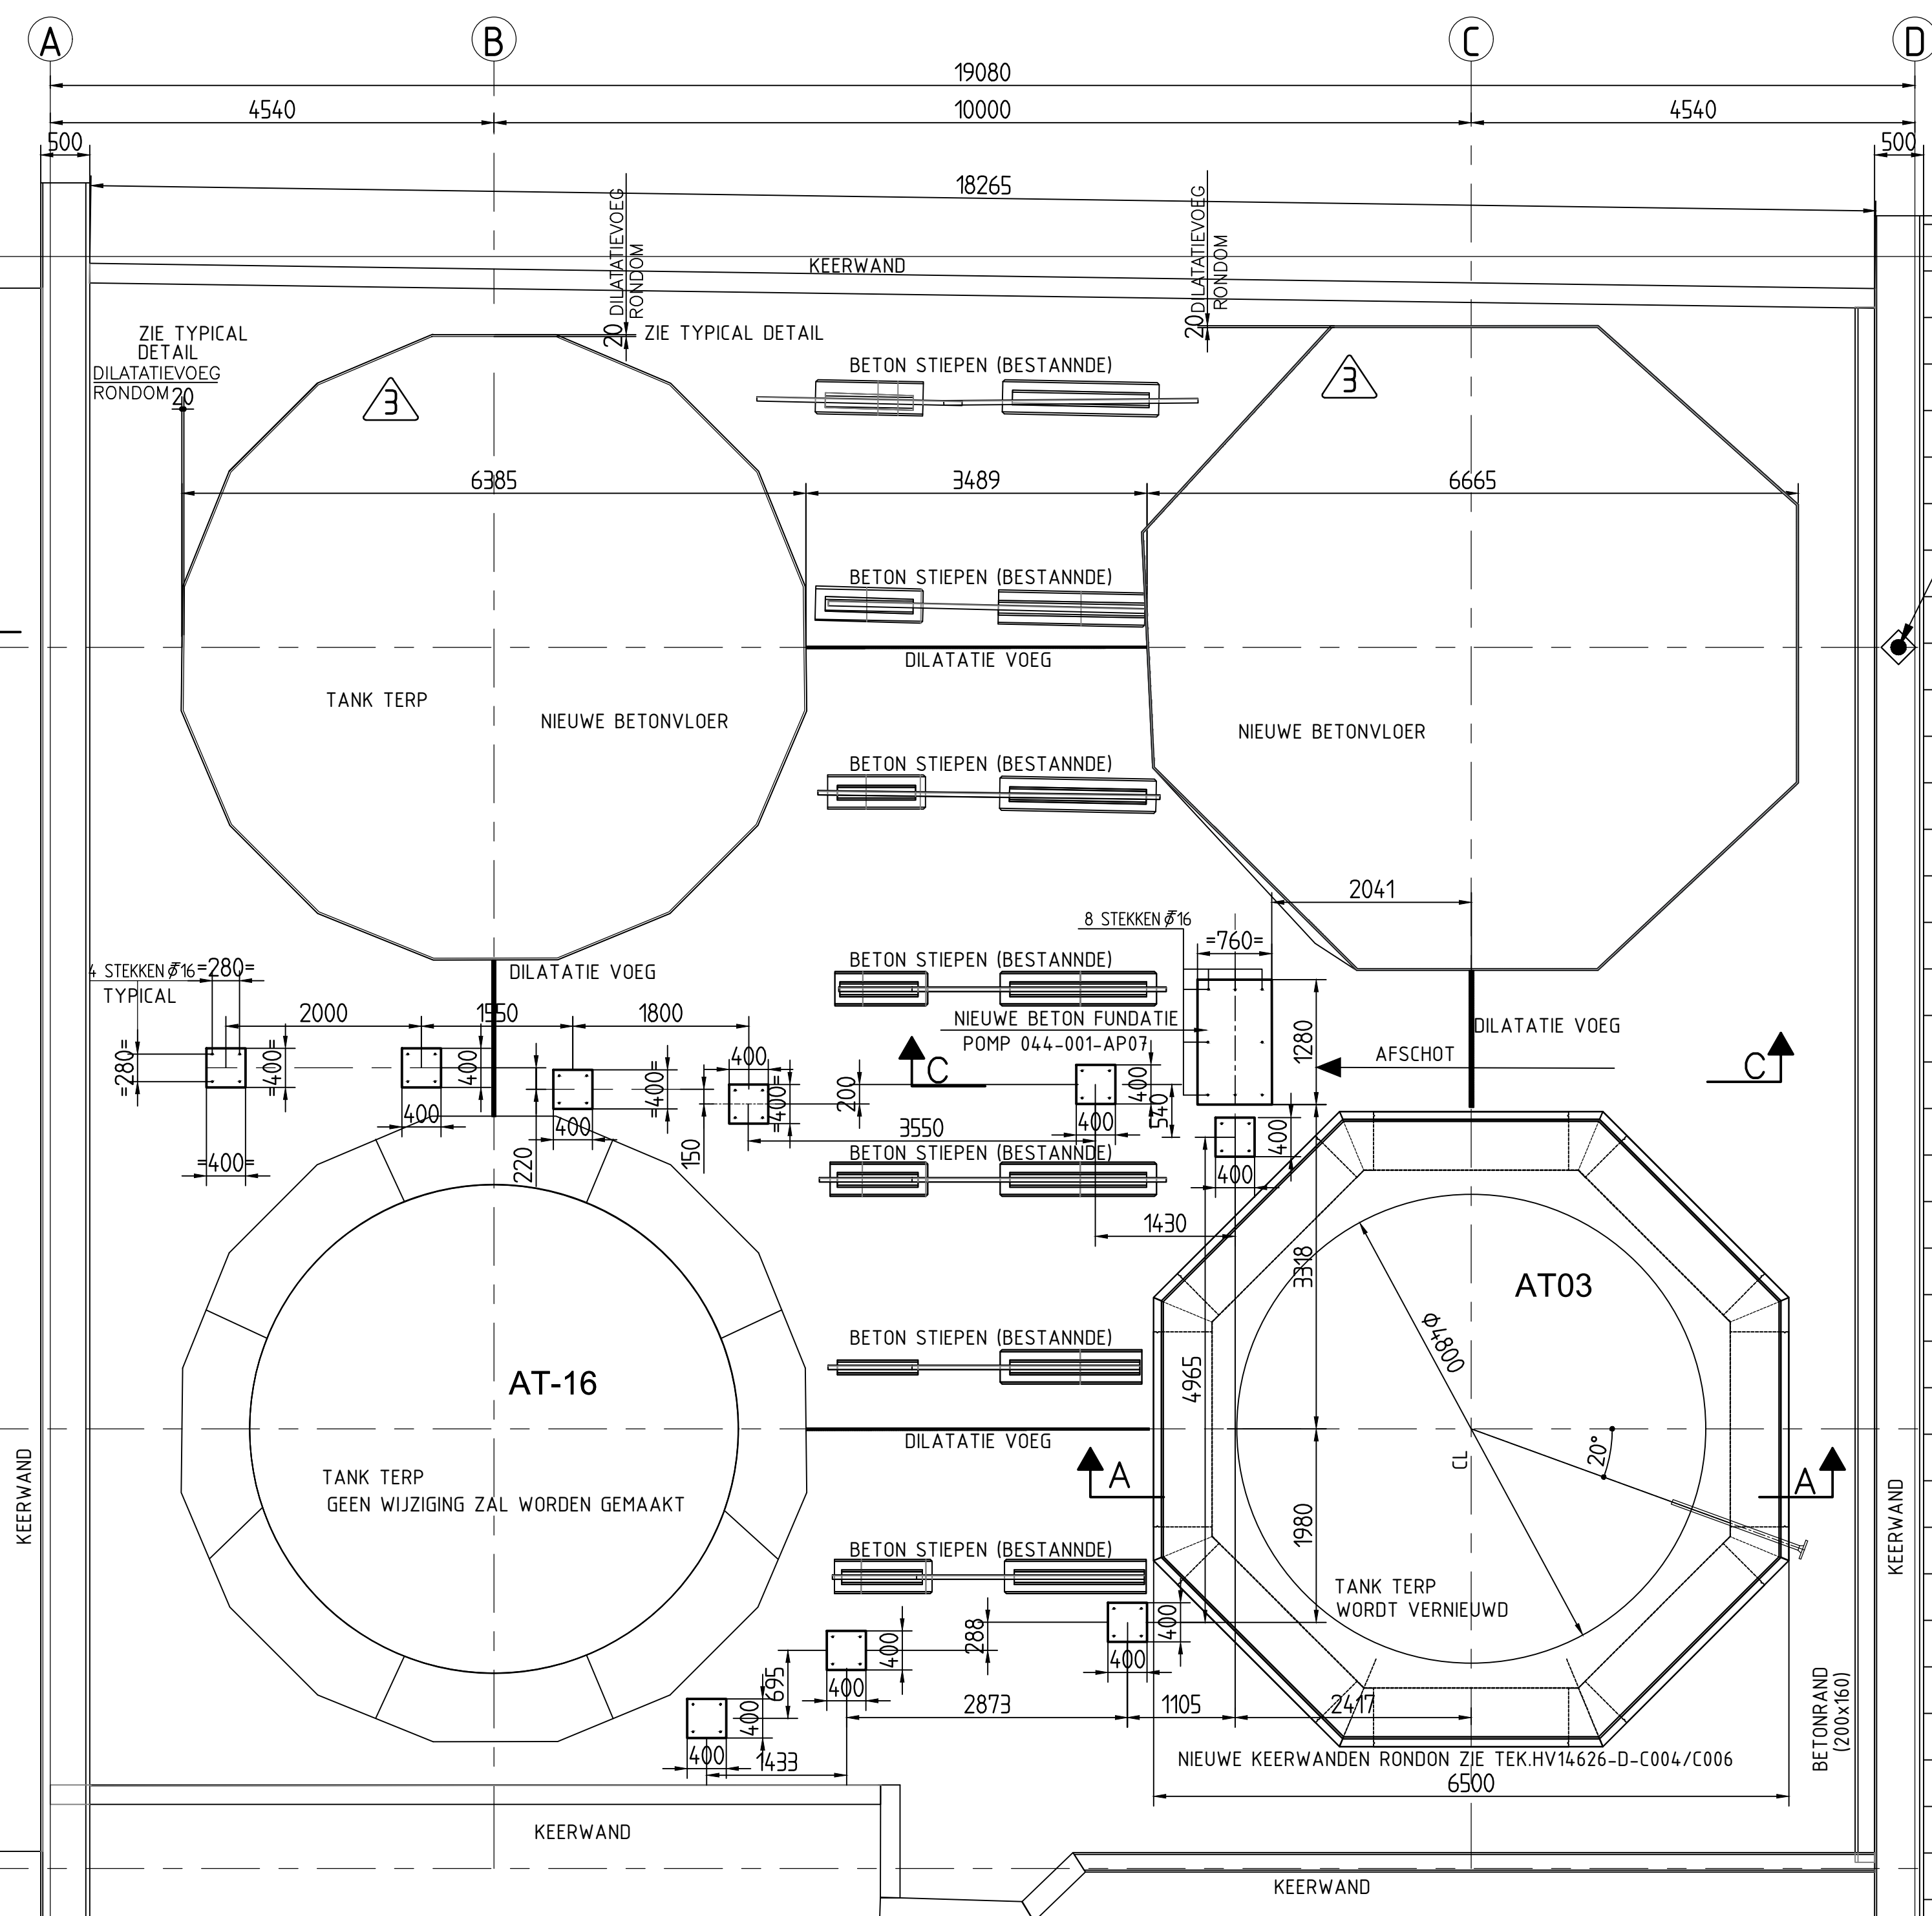 A
B
C
D
19080
4540
10000
4540
500
500
18265
DILATATIEVOEG
RONDOM
DILATATIEVOEG
RONDOM
KEERWAND
20
20
ZIE TYPICAL
DETAIL
DILATATIEVOEG
RONDOM
20
ZIE TYPICAL DETAIL
3
3
BETON STIEPEN (BESTANNDE)
6385
3489
6665
BETON STIEPEN (BESTANNDE)
DILATATIE VOEG
TANK TERP
NIEUWE BETONVLOER
NIEUWE BETONVLOER
BETON STIEPEN (BESTANNDE)
2041
8 STEKKEN Ø16
=760=
BETON STIEPEN (BESTANNDE)
4 STEKKEN Ø16
=280=
TYPICAL
DILATATIE VOEG
2000
1550
1800
NIEUWE BETON FUNDATIE
POMP 044-001-AP07
1280
DILATATIE VOEG
AFSCHOT
=280=
=400=
400
400
=400=
400
=400=
400
=400=
=400=
220
150
200
C
C
400
400
540
400
400
3550
BETON STIEPEN (BESTANNDE)
1430
3318
AT03
Ø4800
BETON STIEPEN (BESTANNDE)
4965
AT-16
DILATATIE VOEG
CL
20°
A
A
TANK TERP
GEEN WIJZIGING ZAL WORDEN GEMAAKT
KEERWAND
KEERWAND
1980
BETON STIEPEN (BESTANNDE)
TANK TERP
WORDT VERNIEUWD
288
400
400
400
400
695
400
400
2873
1105
2417
1433
BETONRAND
(200x160)
NIEUWE KEERWANDEN RONDON ZIE TEK.HV14626-D-C004/C006
6500
KEERWAND
KEERWAND